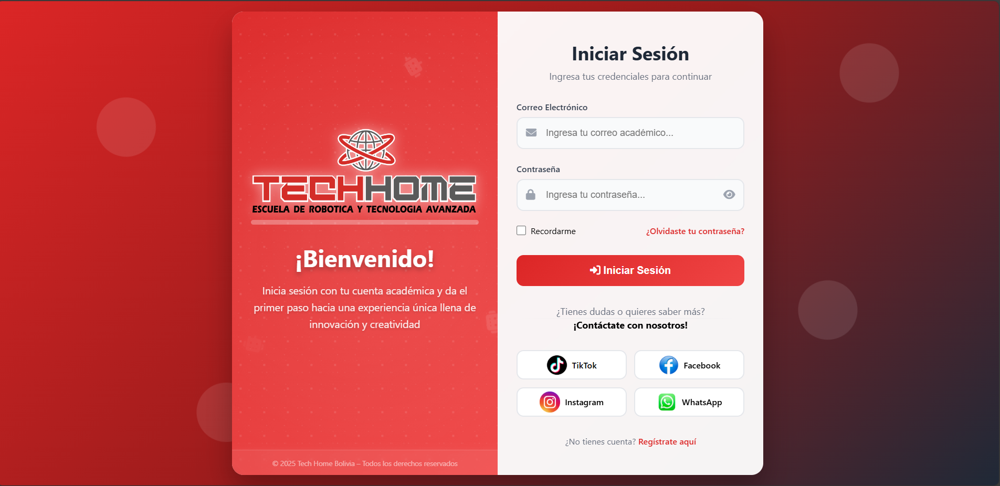 TECHHOME
ESCUELA DE ROBOTICA Y TECNOLOGIA AVANZADA
¡Bienvenido!
Inicia sesión con tu cuenta académica y da el
primer paso hacia una experiencia única llena de
innovación y creatividad
© 2025 Tech Home Bolivia – Todos los derechos reservados
Iniciar Sesión
Ingresa tus credenciales para continuar
Correo Electrónico
Ingresa tu correo académico...
Contraseña
Ingresa tu contraseña...
Recordarme
¿Olvidaste tu contraseña?
Iniciar Sesión
¿Tienes dudas o quieres saber más?
¡Contáctate con nosotros!
TikTok
Facebook
Instagram
WhatsApp
¿No tienes cuenta? Regístrate aquí